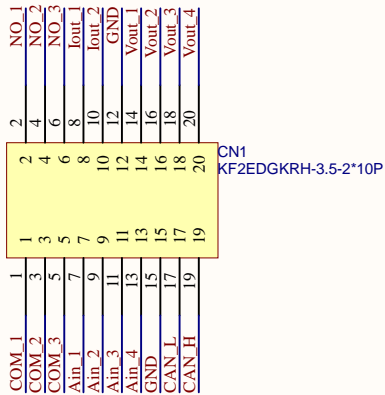 NO_1
NO_2
NO_3
Iout_1
Iout_2
GND
Vout_1
Vout_2
Vout_3
Vout_4
2
4
6
8
10
12
14
16
18
20
2
4
6
8
10
12
14
16
18
20
CN1
KF2EDGKRH-3.5-2*10P
1
3
5
7
9
11
13
15
17
19
1
3
5
7
9
11
13
15
17
19
COM_1
COM_2
COM_3
Ain_1
Ain_2
Ain_3
Ain_4
GND
CAN_L
CAN_H